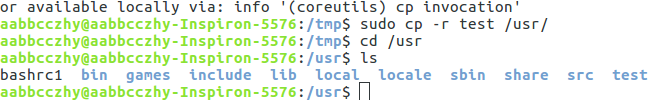 or available locally via: info '(coreutils) cp invocation'
aabbcczhy@aabbcczhy-Inspiron-5576:/tmp$ sudo cp -r test /usr/
aabbcczhy@aabbcczhy-Inspiron-5576:/tmp$ cd /usr
aabbcczhy@aabbcczhy-Inspiron-5576:/usr$ ls
bashrc1 bin games include lib local locale sbin share src test
aabbcczhy@aabbcczhy-Inspiron-5576:/usr$